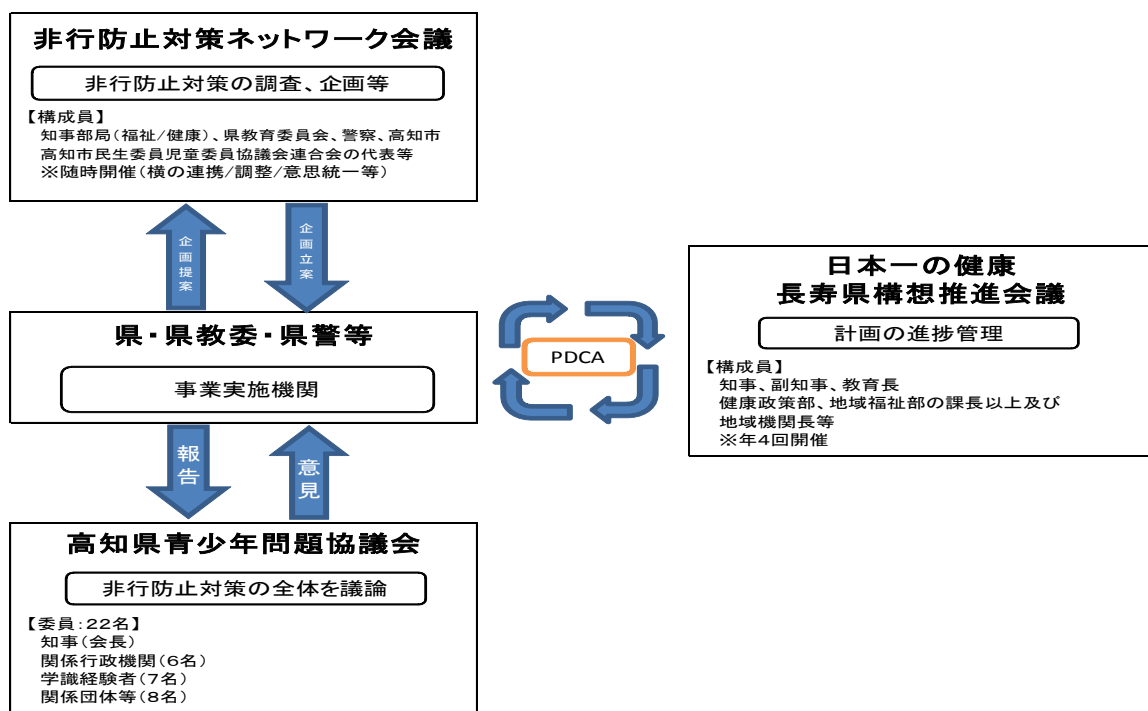 非行防止対策ネットワーク会議
非行防止対策の調査、企画等
【構成員】
知事部局(福祉/健康)、県教育委員会、警察、高知市
高知市民生委員児童委員協議会連合会の代表等
※随時開催(横の連携/調整/意思統一等)
企画提案
企画立案
県・県教委・県警等
事業実施機関
PDCA
日本一の健康
長寿県構想推進会議
計画の進捗管理
【構成員】
知事、副知事、教育長
健康政策部、地域福祉部の課長以上及び
地域機関長等
※年4回開催
報告
意見
高知県青少年問題協議会
非行防止対策の全体を議論
【委員:22名】
知事(会長)
関係行政機関(6名)
学識経験者(7名)
関係団体等(8名)